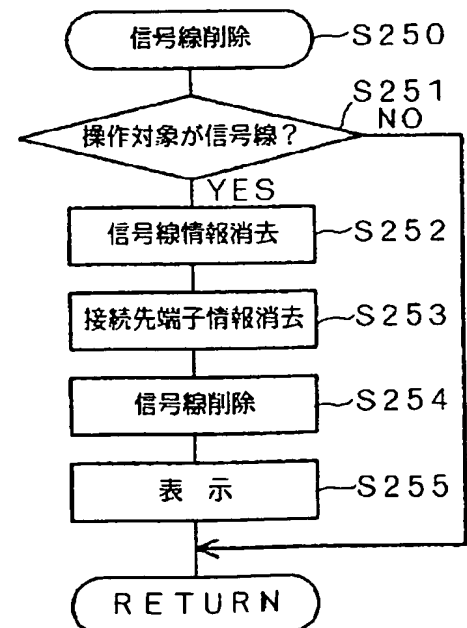 信号線削除
S250
S251
操作対象が信号線？
NO
YES
信号線情報消去
S252
接続先端子情報消去
S253
信号線削除
S254
表 示
S255
RETURN